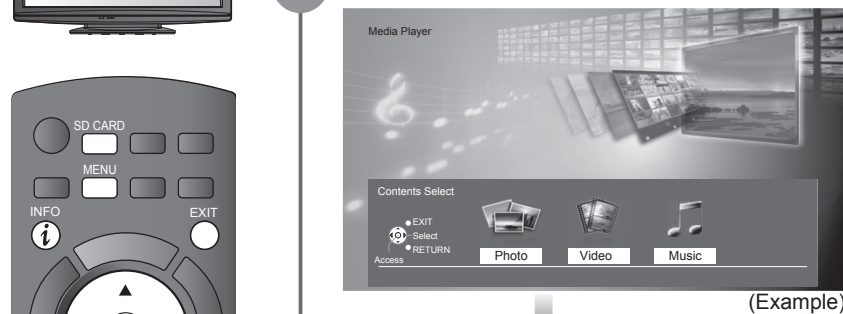 SD CARD
MENU
INFO
EXIT
i
Media Player
Contents Select
EXIT
Select
RETURN
Access
Photo
Video
Music
(Example)